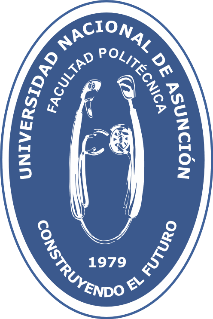 UNIVERSIDAD NACIONAL DE ASUNCIÓN
FACULTAD POLITÉCNICA
1979
CONSTRUYENDO EL FUTURO